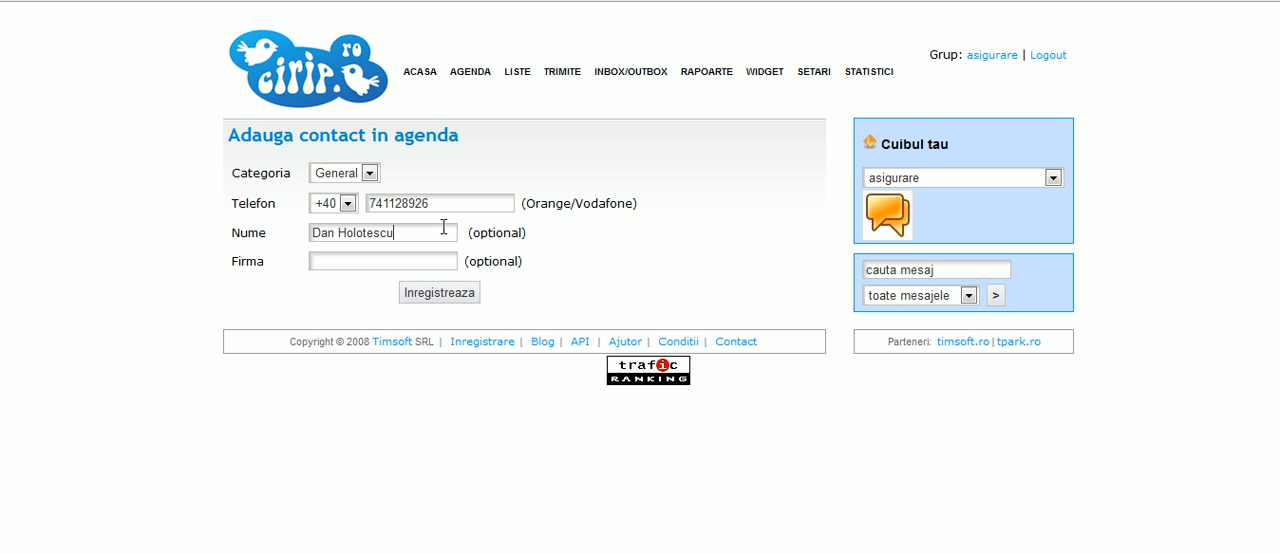 cirip.ro
ACASA AGENDA LISTE TRIMITE INBOX/OUTBOX RAPOARTE WIDGET SETARI STATISTICI
Grup: asigurare | Logout
Adauga contact in agenda
Categoria General
Telefon +40 741128926 (Orange/Vodafone)
Nume Dan Holotescu (optional)
Firma (optional)
Inregistreaza
Cuibul tau
asigurare
cauta mesaj
toate mesajele >
Copyright © 2008 Timsoft SRL | Inregistrare | Blog | API | Ajutor | Conditii | Contact
Parteneri: timsoft.ro | tpark.ro
trafic
RANKING